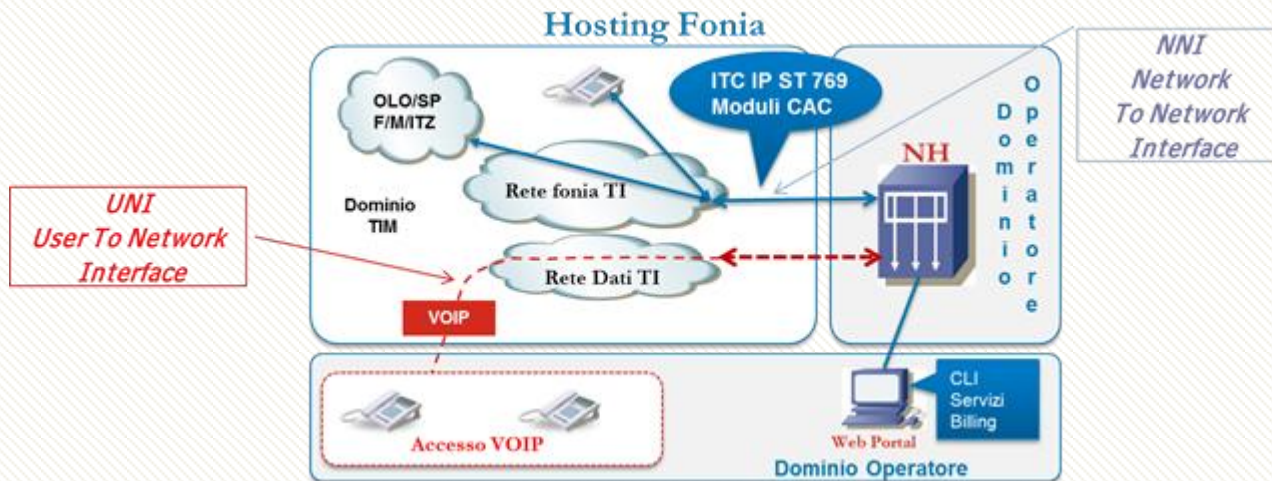 Hosting Fonia
NNI
Network
To Network
Interface
OLO/SP
F/M/ITZ
ITC IP ST 769
Moduli CAC
Dominio
Operatore
NH
UNI
User To Network
Interface
Rete fonia TI
Dominio
TIM
Rete Dati TI
VOIP
Accesso VOIP
CLI
Servizi
Billing
Web Portal
Dominio Operatore